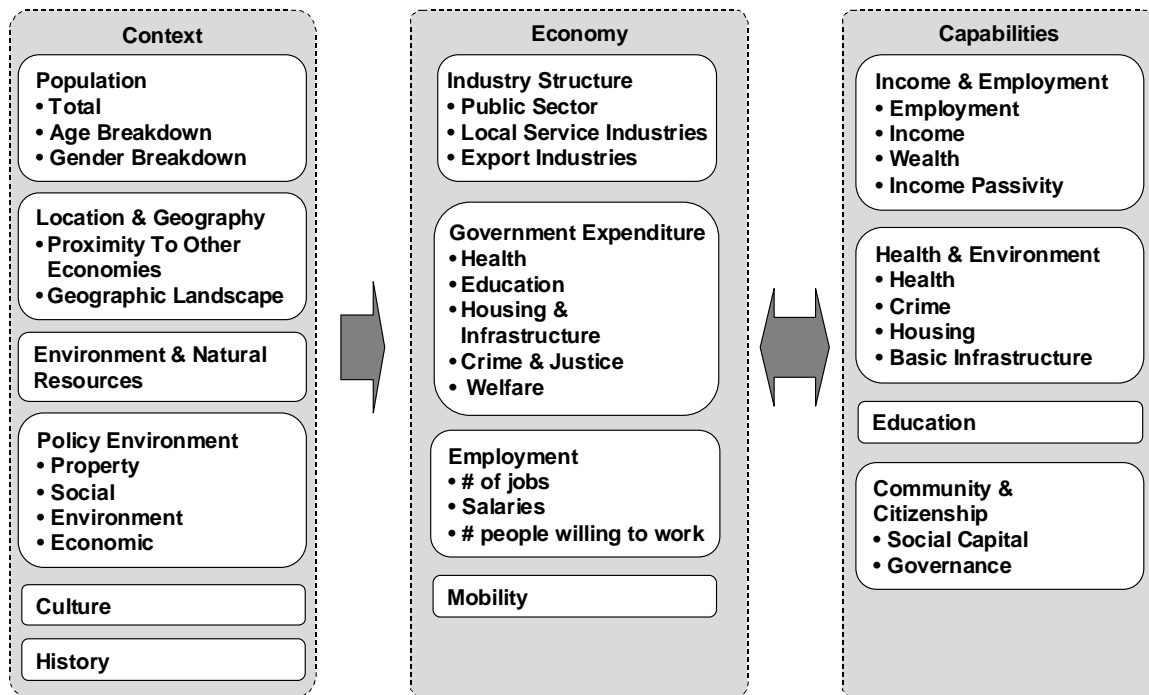 Context
Population
• Total
• Age Breakdown
• Gender Breakdown
Location & Geography
• Proximity To Other
Economies
• Geographic Landscape
Environment & Natural
Resources
Policy Environment
• Property
• Social
• Environment
• Economic
Culture
History
Economy
Industry Structure
• Public Sector
• Local Service Industries
• Export Industries
Government Expenditure
• Health
• Education
• Housing &
Infrastructure
• Crime & Justice
• Welfare
Employment
• # of jobs
• Salaries
• # people willing to work
Mobility
Capabilities
Income & Employment
• Employment
• Income
• Wealth
• Income Passivity
Health & Environment
• Health
• Crime
• Housing
• Basic Infrastructure
Education
Community &
Citizenship
• Social Capital
• Governance